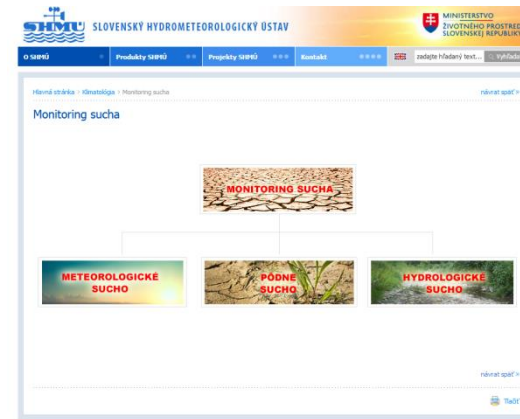 SHMÚ
SLOVENSKÝ HYDROMETEOROLOGICKÝ ÚSTAV
MINISTERSTVO
ŽIVOTNÉHO PROSTRED
SLOVENSKEJ REPUBLIKY
O SHMÚ
Produkty SHMÚ
Projekty SHMÚ
Kontakt
zadajte hľadaný text...
Vyhľada
Hlavná stránka › Klimatológia › Monitoring sucha
návrat späť »
Monitoring sucha
MONITORING SUCHA
METEOROLOGICKÉ
SUCHO
PÔDNE
SUCHO
HYDROLOGICKÉ
SUCHO
návrat späť »
Tlačiť